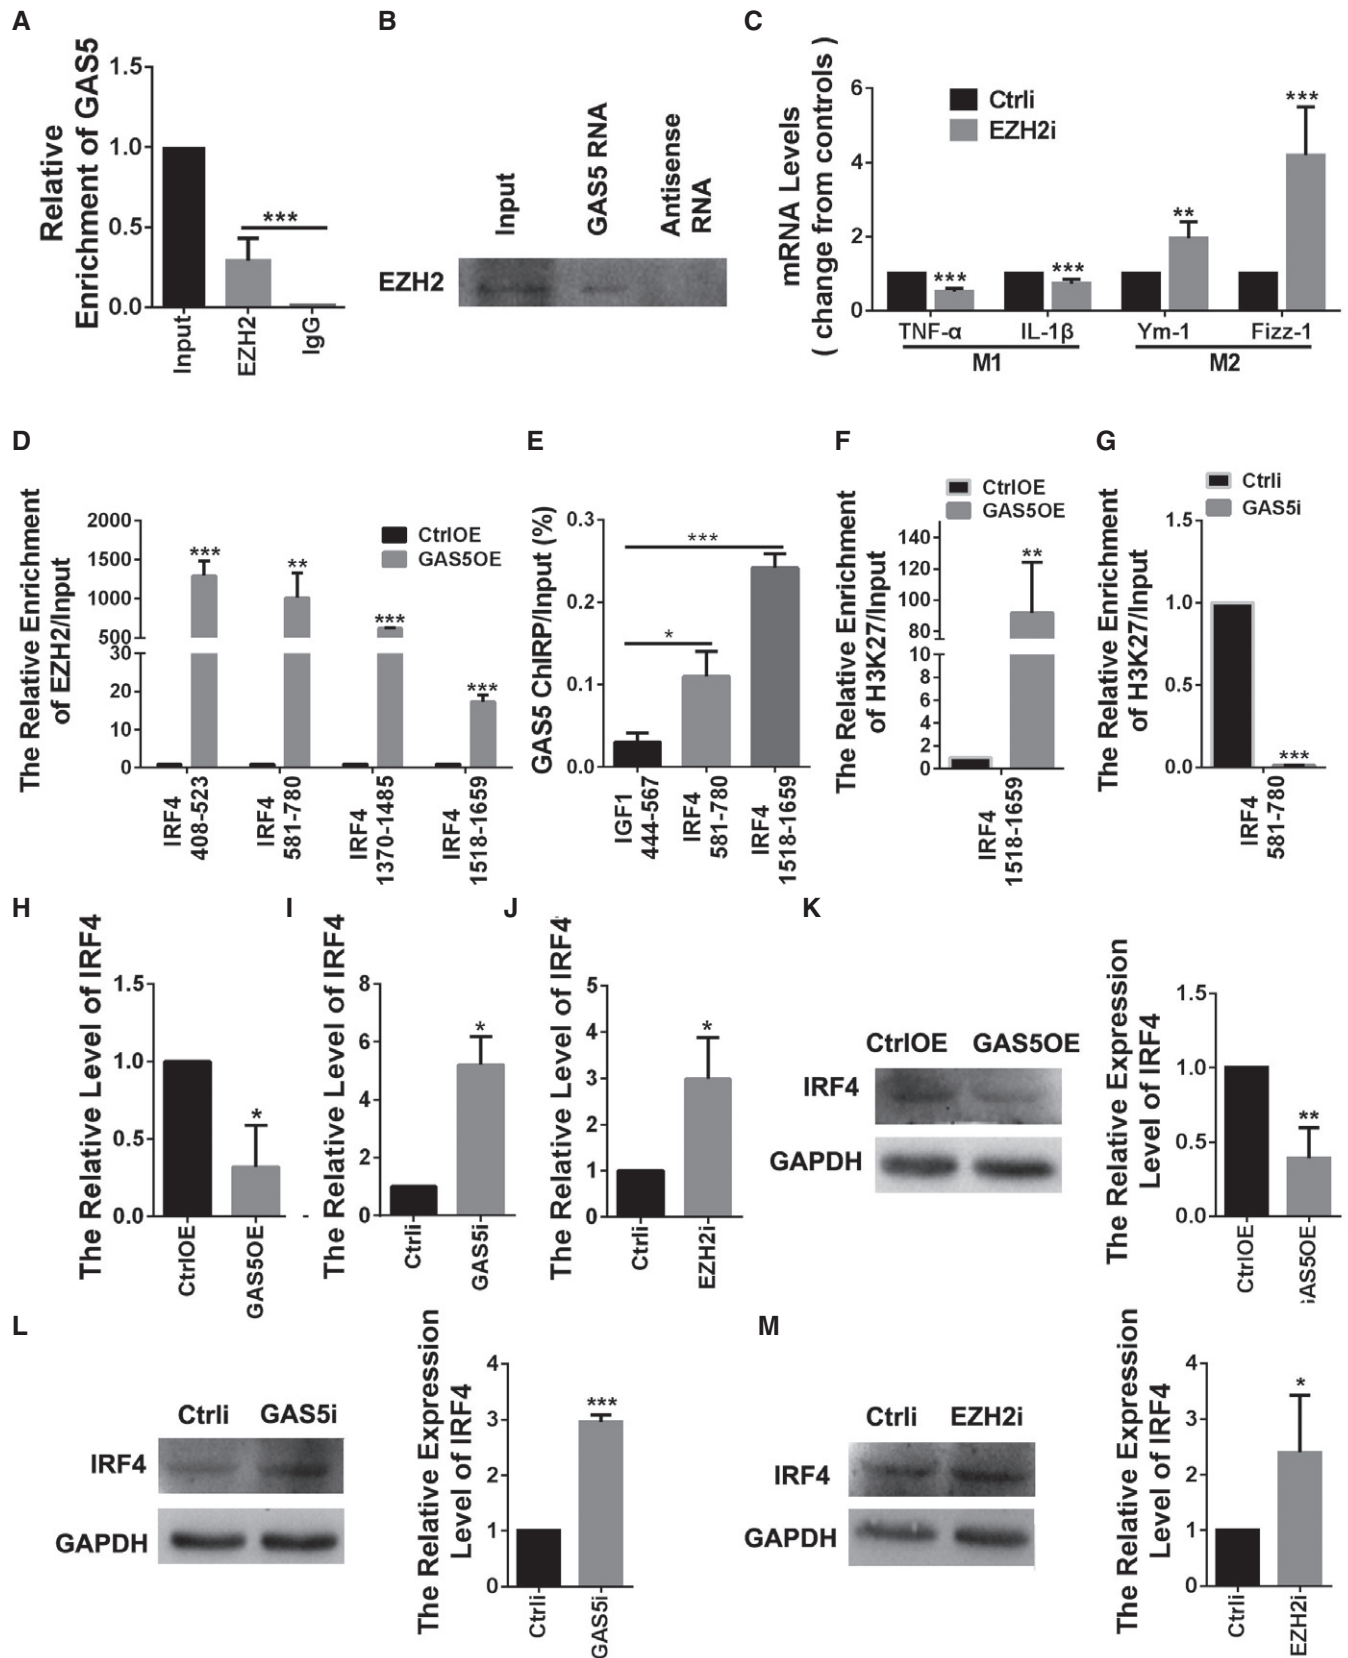 A
Relative
Enrichment of GAS5
1.5
1.0
0.5
0.0
***
Input
EZH2
IgG
B
Input
GAS5 RNA
Antisense
RNA
EZH2
C
mRNA Levels
( change from controls )
6
4
2
0
Ctrli
EZH2i
***
***
**
***
TNF-α
IL-1β
Ym-1
Fizz-1
M1
M2
D
The Relative Enrichment
of EZH2/Input
2000
1500
1000
500
30
20
10
0
CtrlOE
GAS5OE
***
**
***
***
IRF4
408-523
IRF4
581-780
IRF4
1370-1485
IRF4
1518-1659
E
GAS5 ChIRP/Input (%)
0.3
0.2
0.1
0.0
***
*
IGF1
444-567
IRF4
581-780
IRF4
1518-1659
F
The Relative Enrichment
of H3K27/Input
CtrlOE
GAS5OE
140
120
100
80
10
8
6
4
2
0
**
IRF4
1518-1659
G
The Relative Enrichment
of H3K27/Input
Ctrli
GAS5i
1.5
1.0
0.5
0.0
***
IRF4
581-780
H
The Relative Level of IRF4
1.5
1.0
0.5
0.0
*
CtrlOE
GAS5OE
I
The Relative Level of IRF4
8
6
4
2
0
*
Ctrli
GAS5i
J
The Relative Level of IRF4
5
4
3
2
1
0
*
Ctrli
EZH2i
K
CtrlOE GAS5OE
IRF4
GAPDH
The Relative Expression
Level of IRF4
1.5
1.0
0.5
0.0
**
CtrlOE
GAS5OE
L
Ctrli GAS5i
IRF4
GAPDH
The Relative Expression
Level of IRF4
4
3
2
1
0
***
Ctrli
GAS5i
M
Ctrli EZH2i
IRF4
GAPDH
The Relative Expression
Level of IRF4
4
3
2
1
0
*
Ctrli
EZH2i